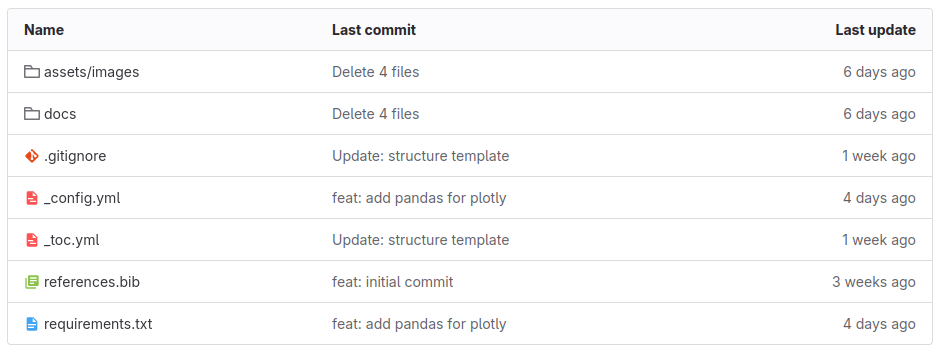 Name Last commit Last update
assets/images Delete 4 files 6 days ago
docs Delete 4 files 6 days ago
.gitignore Update: structure template 1 week ago
_config.yml feat: add pandas for plotly 4 days ago
_toc.yml Update: structure template 1 week ago
references.bib feat: initial commit 3 weeks ago
requirements.txt feat: add pandas for plotly 4 days ago